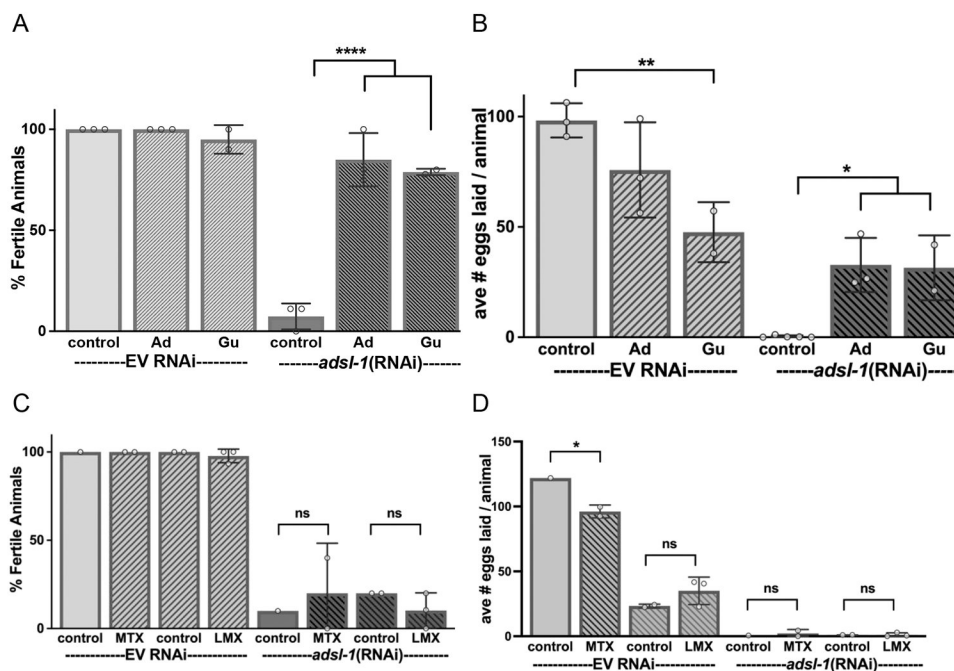 A
% Fertile Animals
100
50
0
****
control Ad Gu control Ad Gu
--------EV RNAi--------- ------adsl-1(RNAi)------
B
ave # eggs laid / animal
100
50
0
**
*
control Ad Gu control Ad Gu
---------EV RNAi------- ------adsl-1(RNAi)------
C
% Fertile Animals
100
50
0
ns ns
control MTX control LMX control MTX control LMX
-------------EV RNAi------------- -----------adsl-1(RNAi)-----------
D
ave # eggs laid / animal
150
100
50
0
*
ns
ns ns
control MTX control LMX control MTX control LMX
------------EV RNAi------------ -----------adsl-1(RNAi)-----------